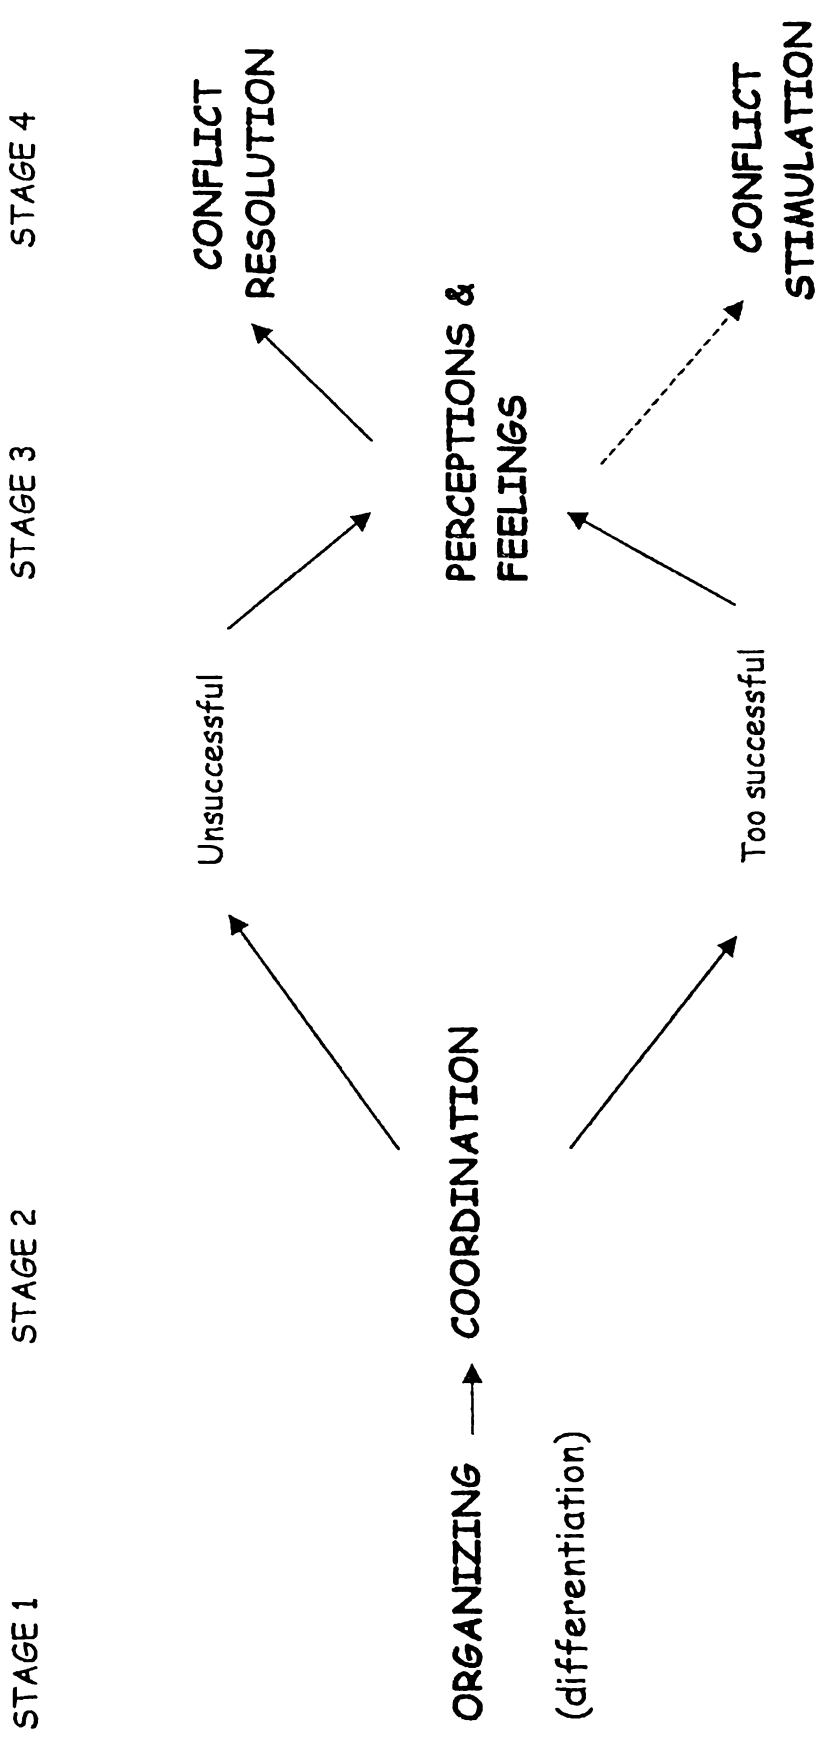 STAGE 1
STAGE 2
STAGE 3
STAGE 4
ORGANIZING
(differentiation)
COORDINATION
Unsuccessful
Too successful
PERCEPTIONS &
FEELINGS
CONFLICT
RESOLUTION
CONFLICT
STIMULATION